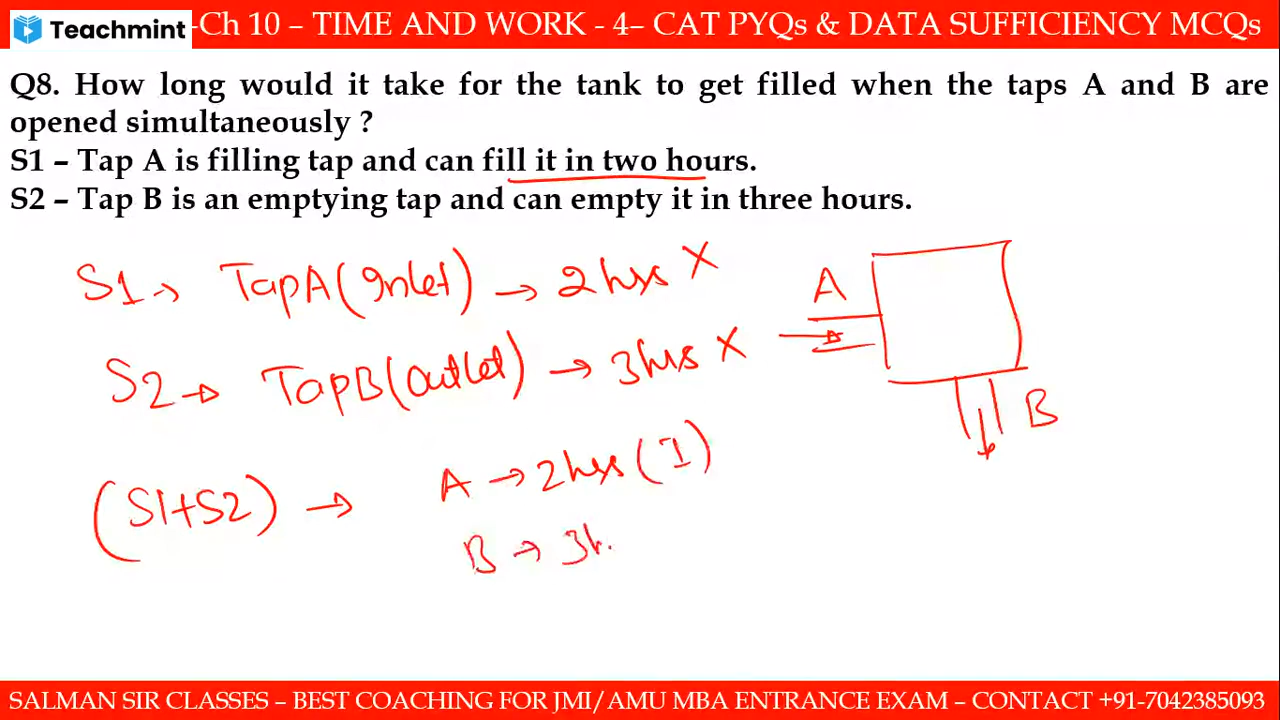 Teachmint -Ch 10 – TIME AND WORK - 4– CAT PYQs & DATA SUFFICIENCY MCQs
Q8. How long would it take for the tank to get filled when the taps A and B are
opened simultaneously ?
S1 – Tap A is filling tap and can fill it in two hours.
S2 – Tap B is an emptying tap and can empty it in three hours.
S1 → TapA (Inlet) → 2hrs X
A
S2 → TapB (Outlet) → 3hrs X
B
(S1+S2) → A → 2hrs (I)
B → 3h
SALMAN SIR CLASSES – BEST COACHING FOR JMI/AMU MBA ENTRANCE EXAM – CONTACT +91-7042385093